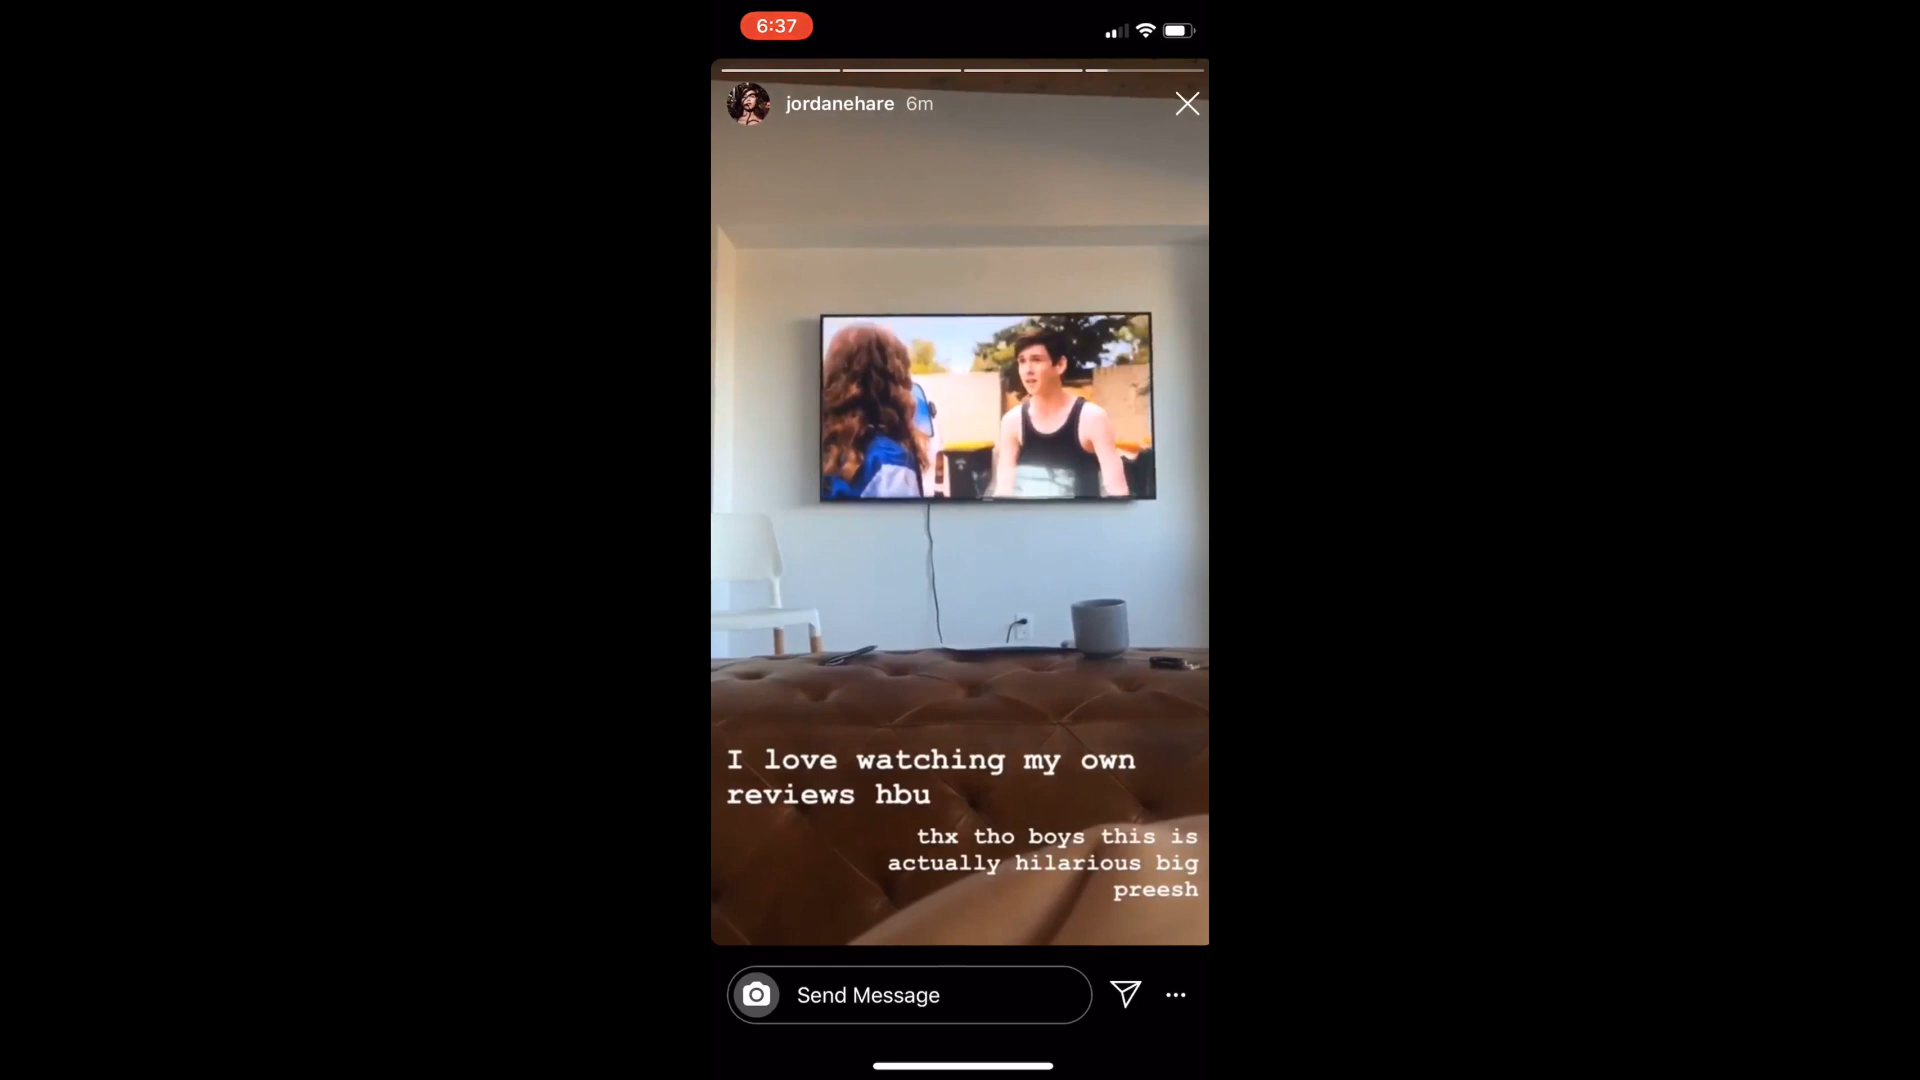 6:37
jordanehare 6m
I love watching my own
reviews hbu
thx tho boys this is
actually hilarious big
preesh
Send Message